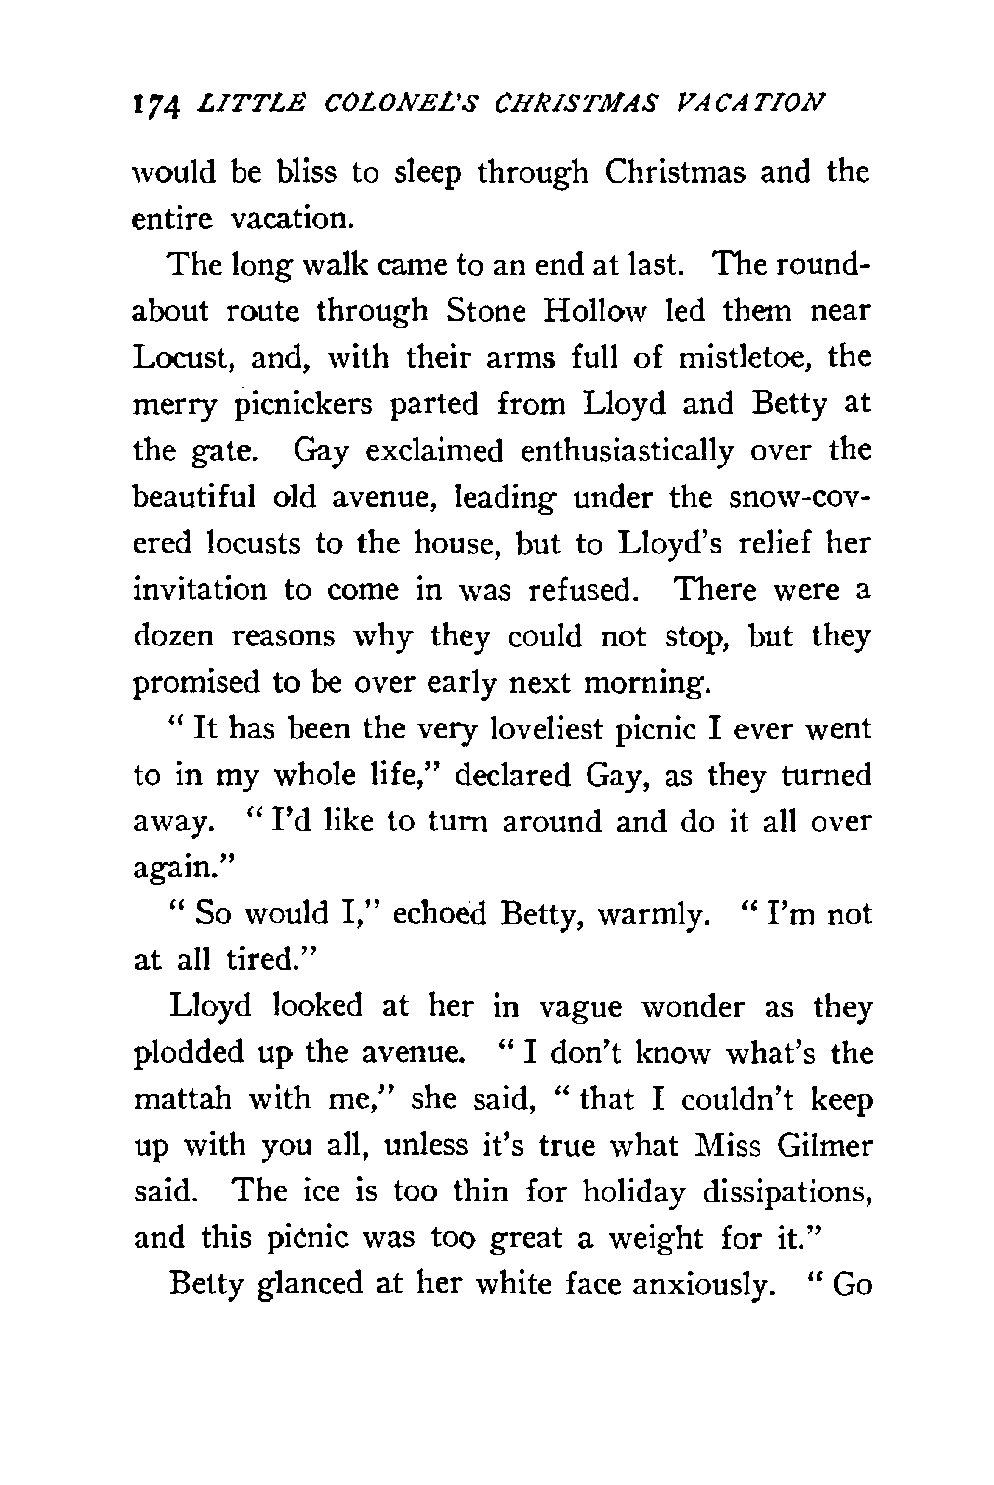 174 LITTLE COLONEL'S CHRISTMAS VACATION
would be bliss to sleep through Christmas and the
entire vacation.
The long walk came to an end at last. The round-
about route through Stone Hollow led them near
Locust, and, with their arms full of mistletoe, the
merry picnickers parted from Lloyd and Betty at
the gate. Gay exclaimed enthusiastically over the
beautiful old avenue, leading under the snow-cov-
ered locusts to the house, but to Lloyd's relief her
invitation to come in was refused. There were a
dozen reasons why they could not stop, but they
promised to be over early next morning.
" It has been the very loveliest picnic I ever went
to in my whole life," declared Gay, as they turned
away. " I'd like to turn around and do it all over
again."
" So would I," echoed Betty, warmly. " I'm not
at all tired."
Lloyd looked at her in vague wonder as they
plodded up the avenue. " I don't know what's the
mattah with me," she said, " that I couldn't keep
up with you all, unless it's true what Miss Gilmer
said. The ice is too thin for holiday dissipations,
and this picnic was too great a weight for it."
Betty glanced at her white face anxiously. " Go